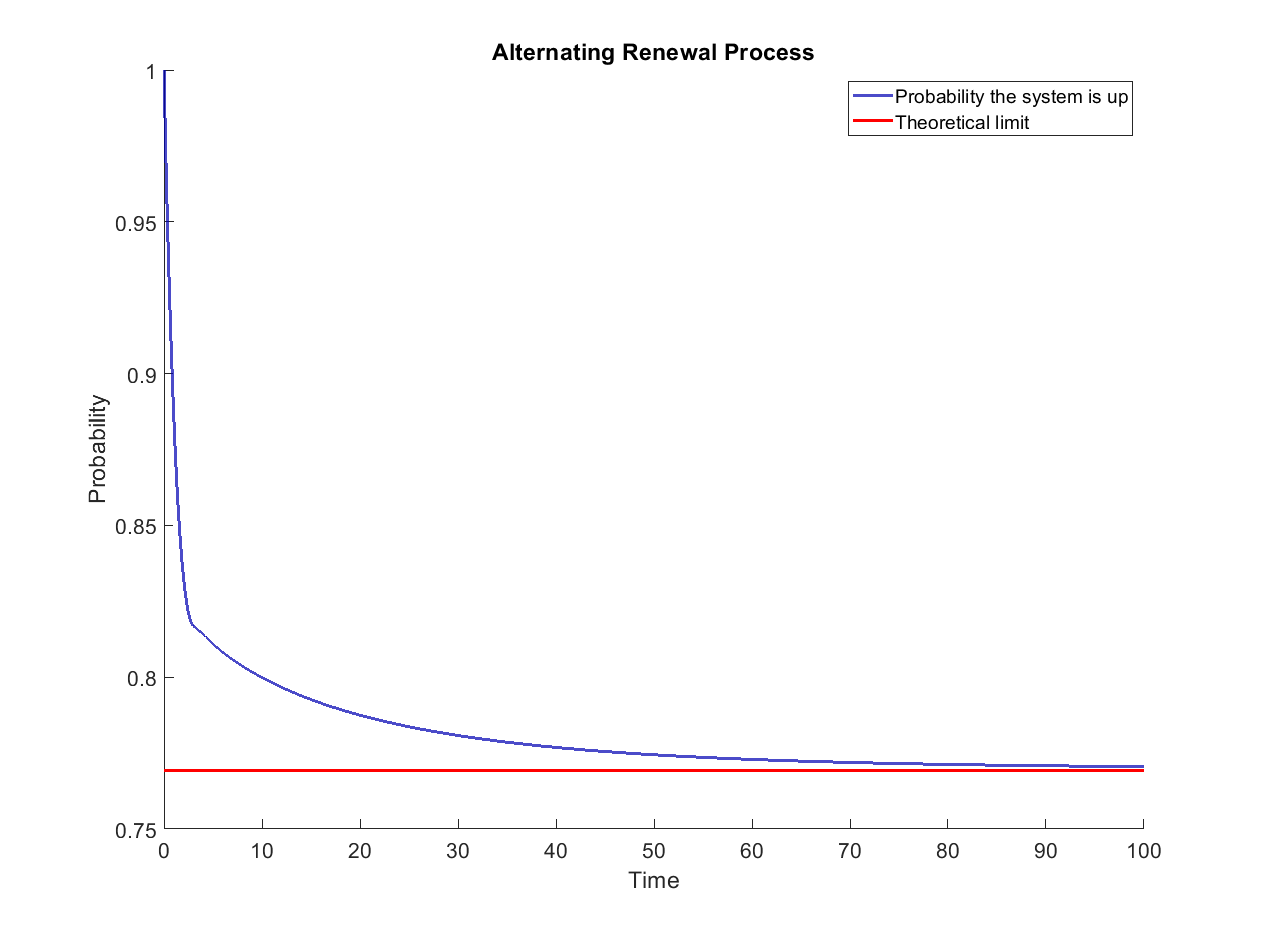 Alternating Renewal Process
1
Probability the system is up
Theoretical limit
0.95
0.9
Probability
0.85
0.8
0.75
0 10 20 30 40 50 60 70 80 90 100
Time